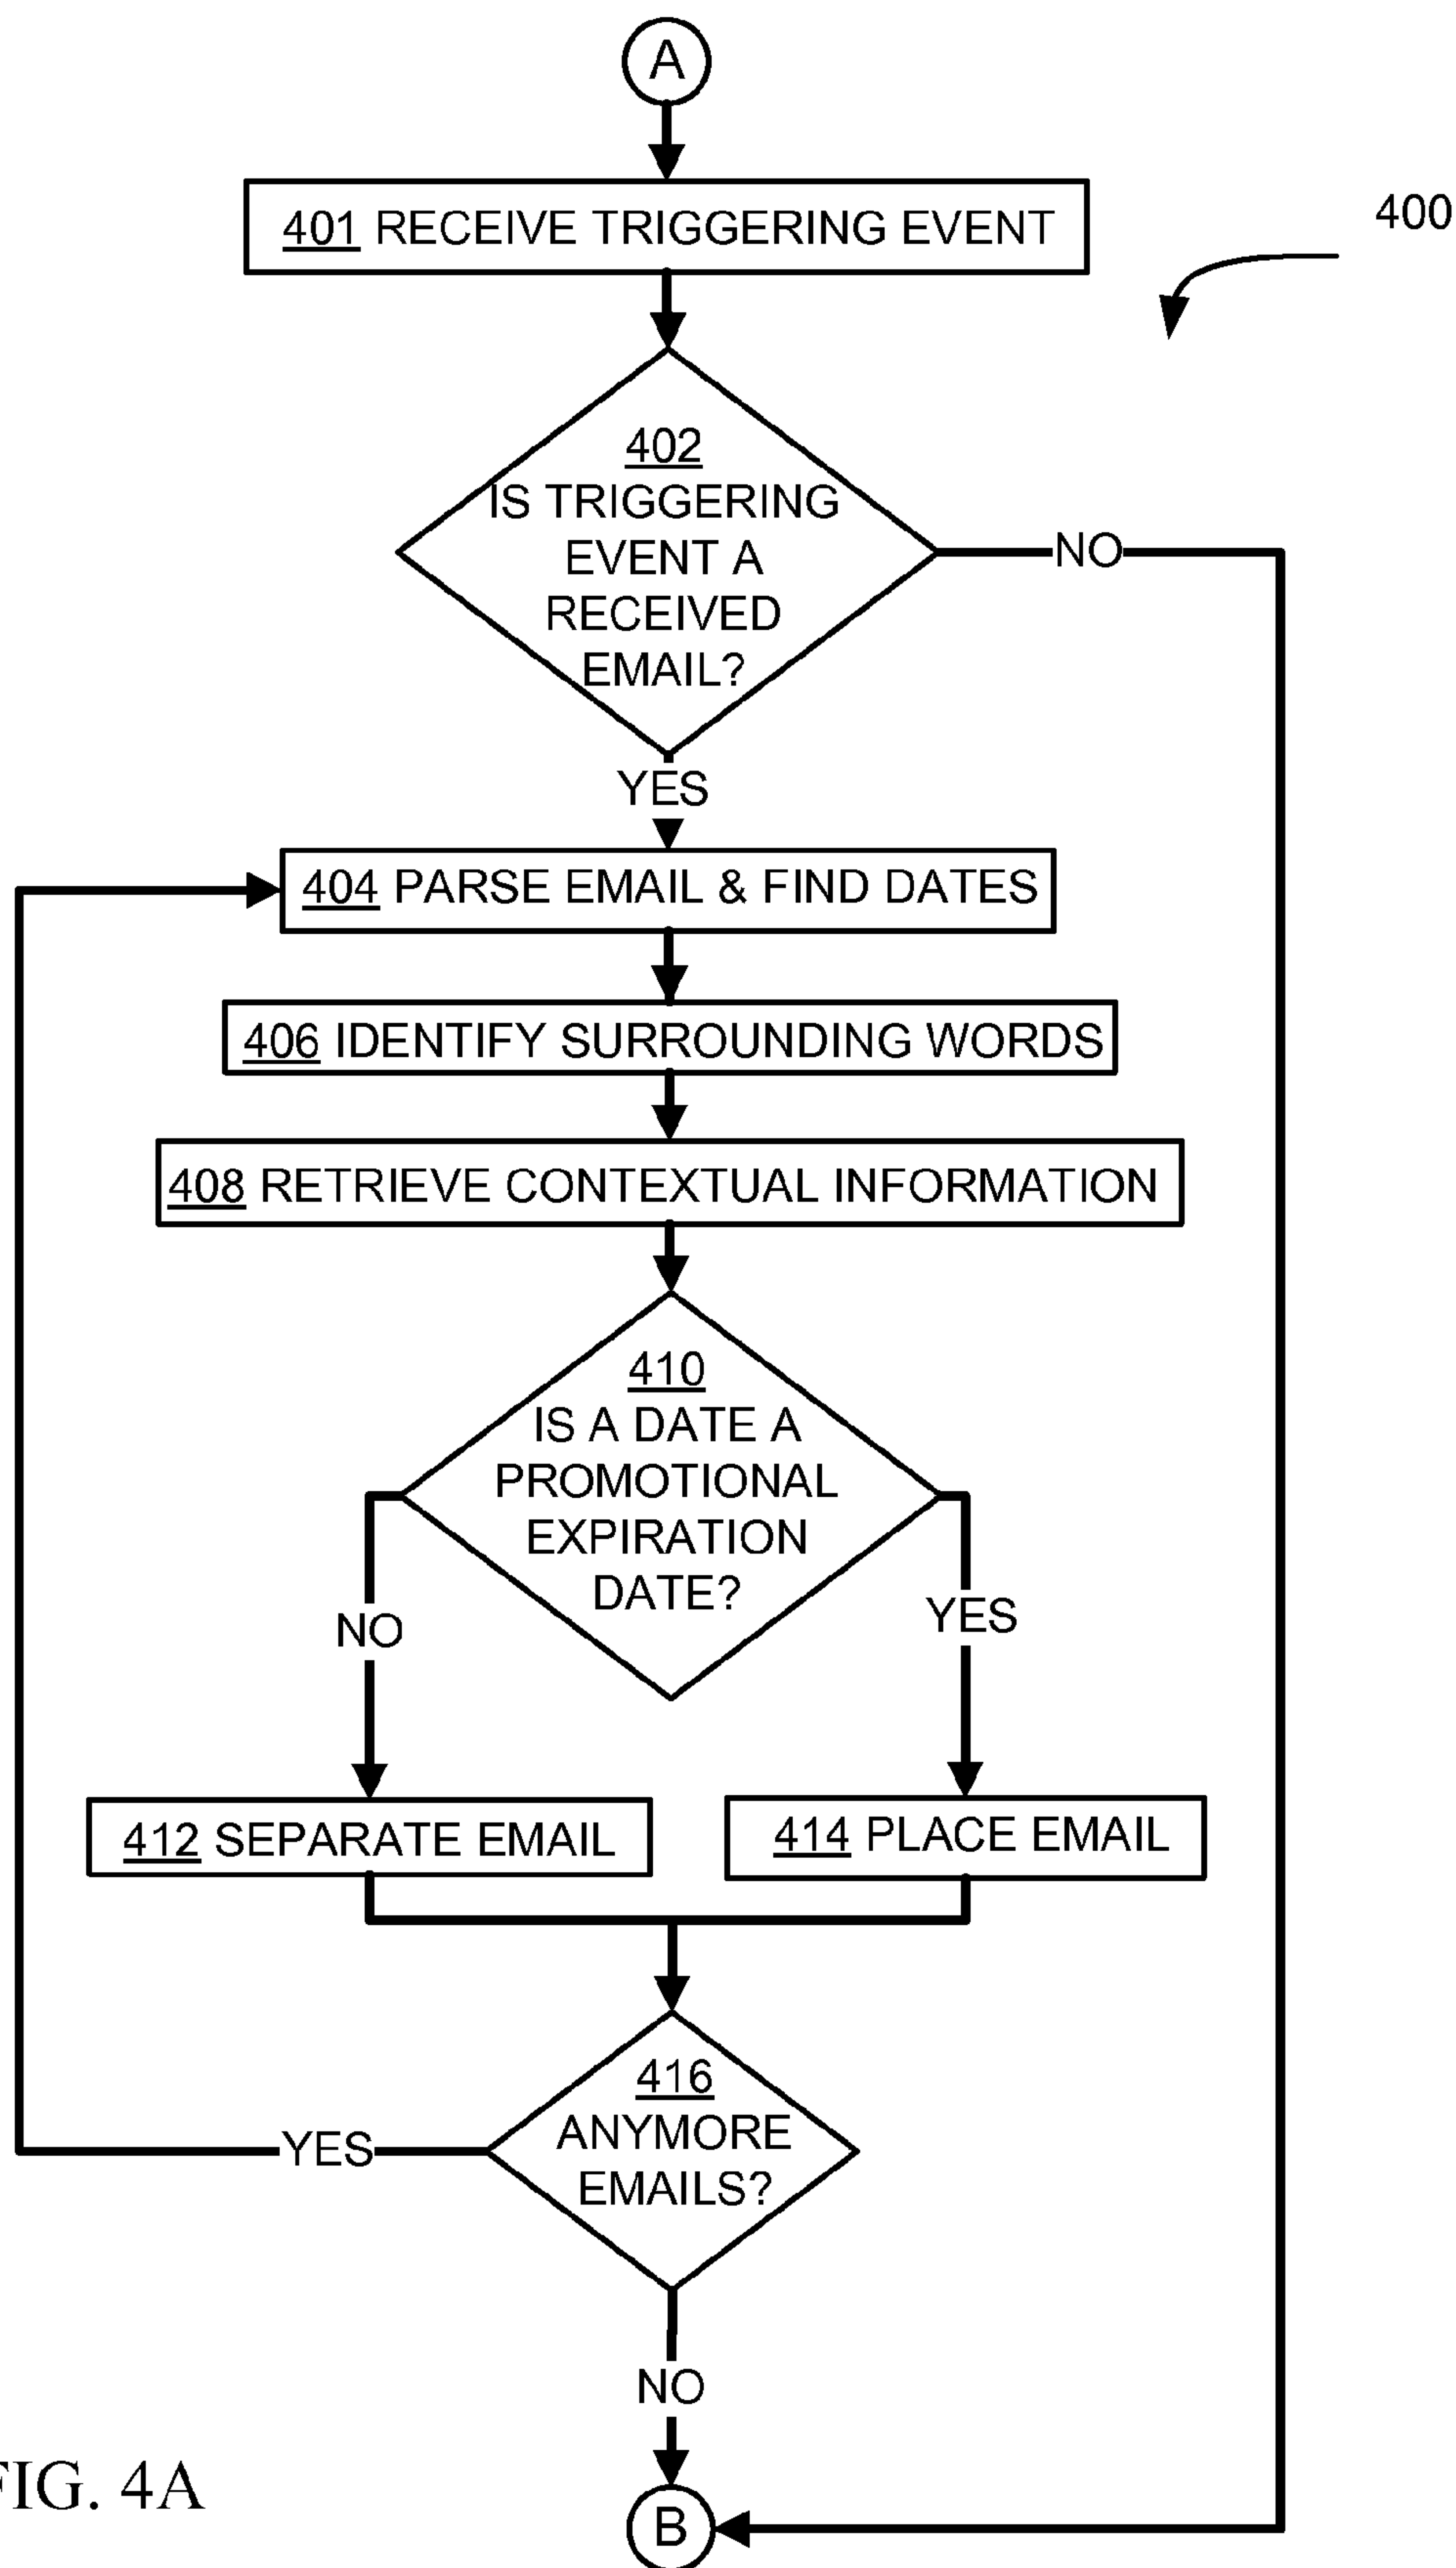 A
401 RECEIVE TRIGGERING EVENT
400
402
IS TRIGGERING
EVENT A
RECEIVED
EMAIL?
NO
YES
404 PARSE EMAIL & FIND DATES
406 IDENTIFY SURROUNDING WORDS
408 RETRIEVE CONTEXTUAL INFORMATION
410
IS A DATE A
PROMOTIONAL
EXPIRATION
DATE?
NO
YES
412 SEPARATE EMAIL
414 PLACE EMAIL
416
ANYMORE
EMAILS?
YES
NO
FIG. 4A
B